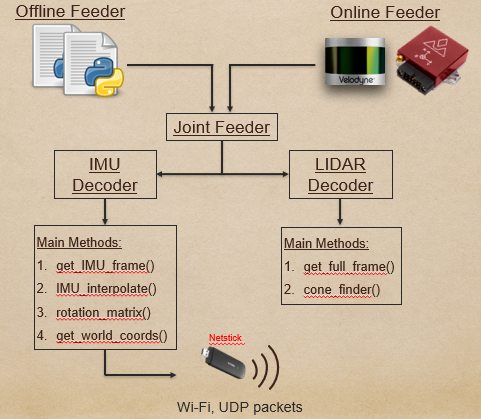 Offline Feeder
Online Feeder
Velodyne
Joint Feeder
IMU
Decoder
LIDAR
Decoder
Main Methods:
1. get_IMU_frame()
2. IMU_interpolate()
3. rotation_matrix()
4. get_world_coords()
Main Methods:
1. get_full_frame()
2. cone_finder()
Netstick
Wi-Fi, UDP packets